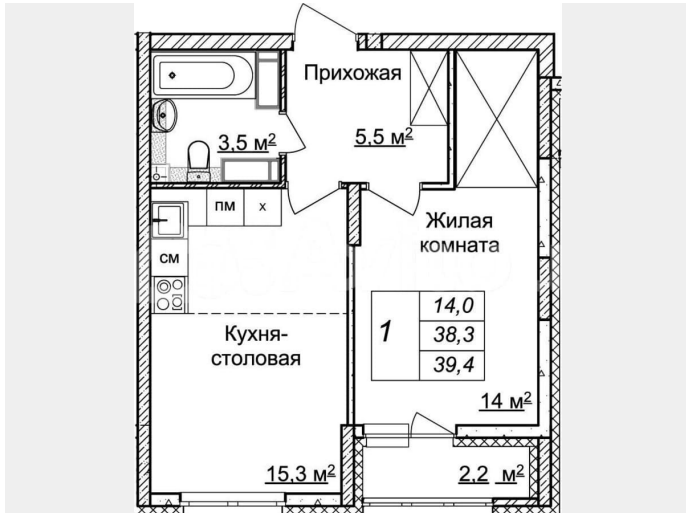 Прихожая
3,5 м²
5,5 м²
пм
х
Жилая
комната
см
1
14,0
38,3
39,4
Кухня-
столовая
14 м²
15,3 м²
2,2 м²